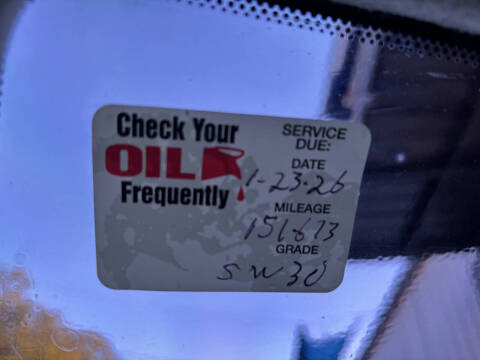 Check Your
OIL
Frequently
SERVICE
DUE:
DATE
1-23-26
MILEAGE
151673
GRADE
5W30